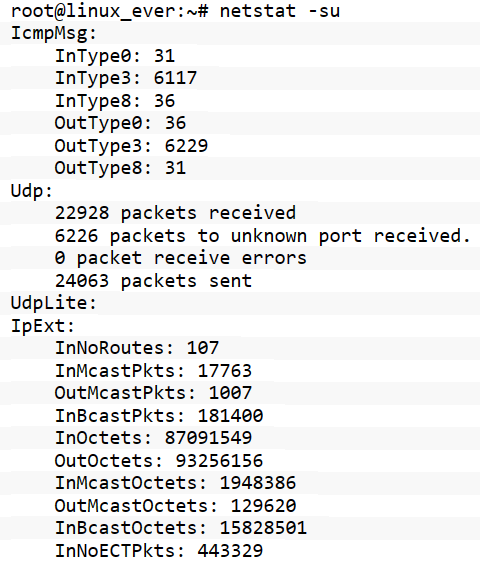 root@linux_ever:~# netstat -su
IcmpMsg:
    InType0: 31
    InType3: 6117
    InType8: 36
    OutType0: 36
    OutType3: 6229
    OutType8: 31
Udp:
    22928 packets received
    6226 packets to unknown port received.
    0 packet receive errors
    24063 packets sent
UdpLite:
IpExt:
    InNoRoutes: 107
    InMcastPkts: 17763
    OutMcastPkts: 1007
    InBcastPkts: 181400
    InOctets: 87091549
    OutOctets: 93256156
    InMcastOctets: 1948386
    OutMcastOctets: 129620
    InBcastOctets: 15828501
    InNoECTPkts: 443329